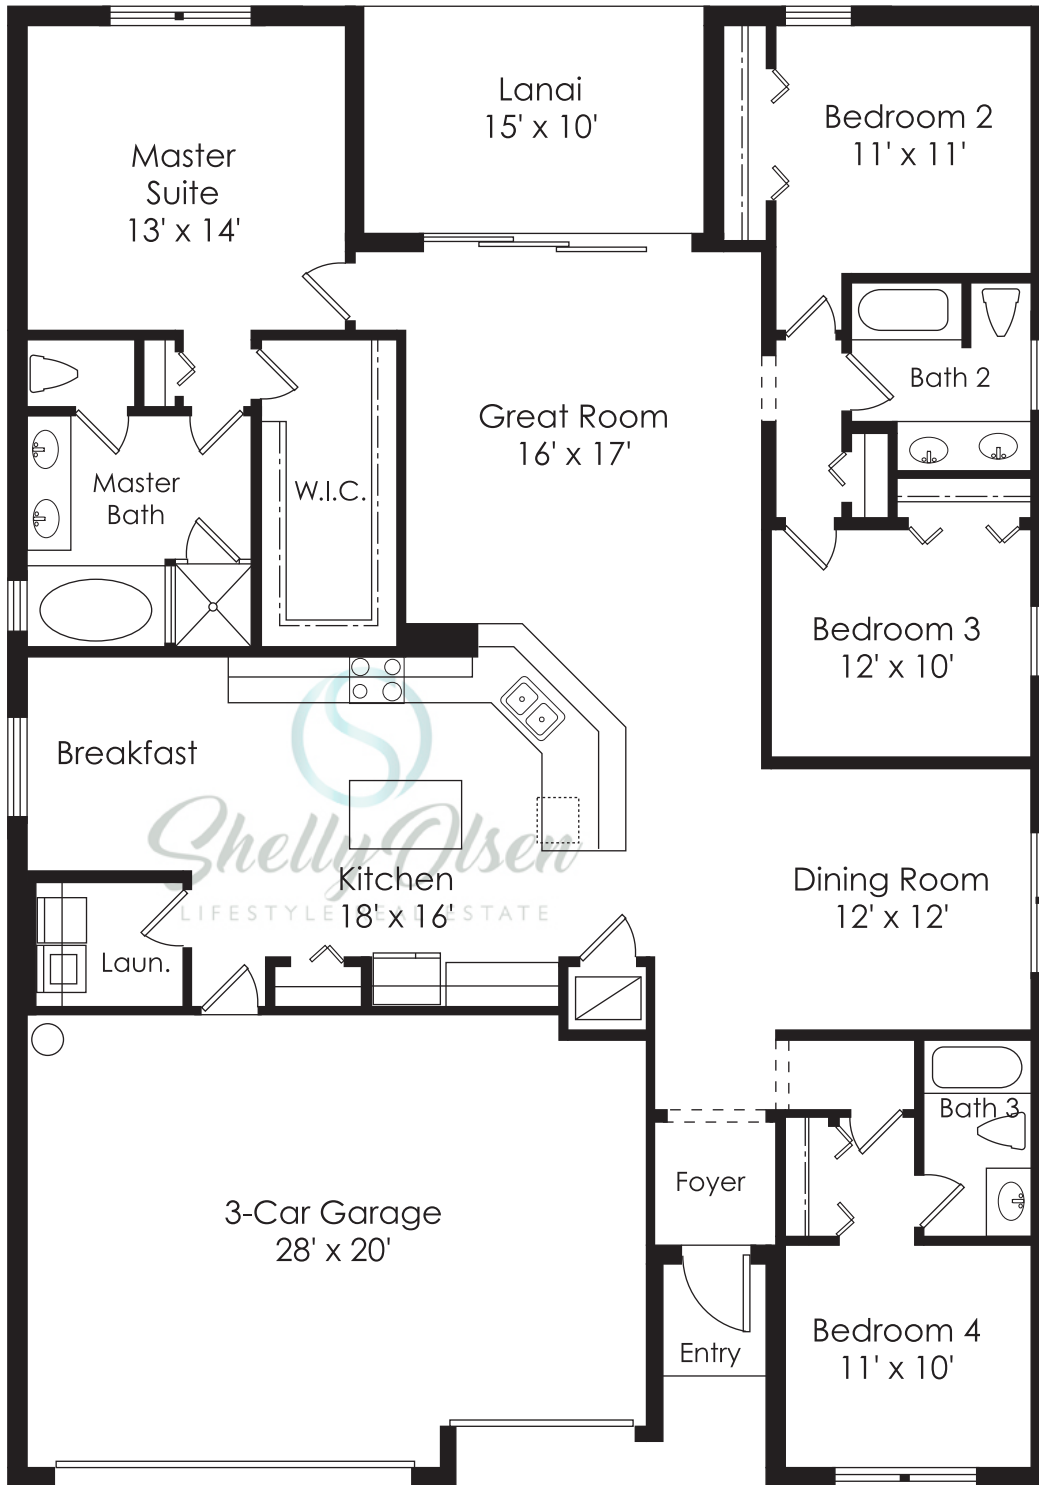 Lanai
15' x 10'
Bedroom 2
11' x 11'
Master
Suite
13' x 14'
Bath 2
Great Room
16' x 17'
Master
Bath
W.I.C.
Bedroom 3
12' x 10'
Breakfast
Shelly Olsen
LIFESTYLE REAL ESTATE
Kitchen
18' x 16'
Dining Room
12' x 12'
Laun.
Bath 3
Foyer
3-Car Garage
28' x 20'
Entry
Bedroom 4
11' x 10'